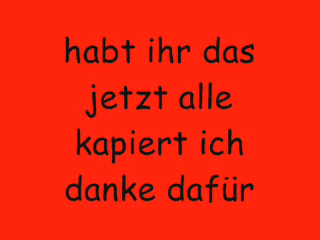 habt ihr das
jetzt alle
kapiert ich
danke dafür